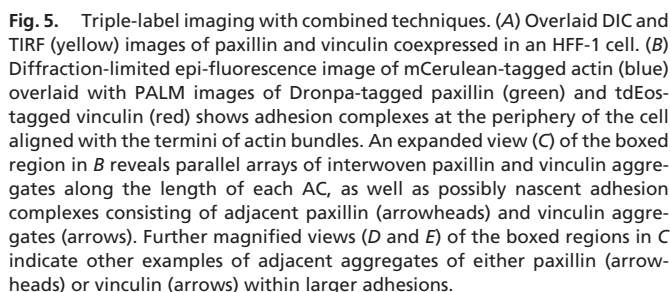 Fig. 5. Triple-label imaging with combined techniques. (A) Overlaid DIC and
TIRF (yellow) images of paxillin and vinculin coexpressed in an HFF-1 cell. (B)
Diffraction-limited epi-fluorescence image of mCerulean-tagged actin (blue)
overlaid with PALM images of Dronpa-tagged paxillin (green) and tdEos-
tagged vinculin (red) shows adhesion complexes at the periphery of the cell
aligned with the termini of actin bundles. An expanded view (C) of the boxed
region in B reveals parallel arrays of interwoven paxillin and vinculin aggre-
gates along the length of each AC, as well as possibly nascent adhesion
complexes consisting of adjacent paxillin (arrowheads) and vinculin aggre-
gates (arrows). Further magnified views (D and E) of the boxed regions in C
indicate other examples of adjacent aggregates of either paxillin (arrow-
heads) or vinculin (arrows) within larger adhesions.